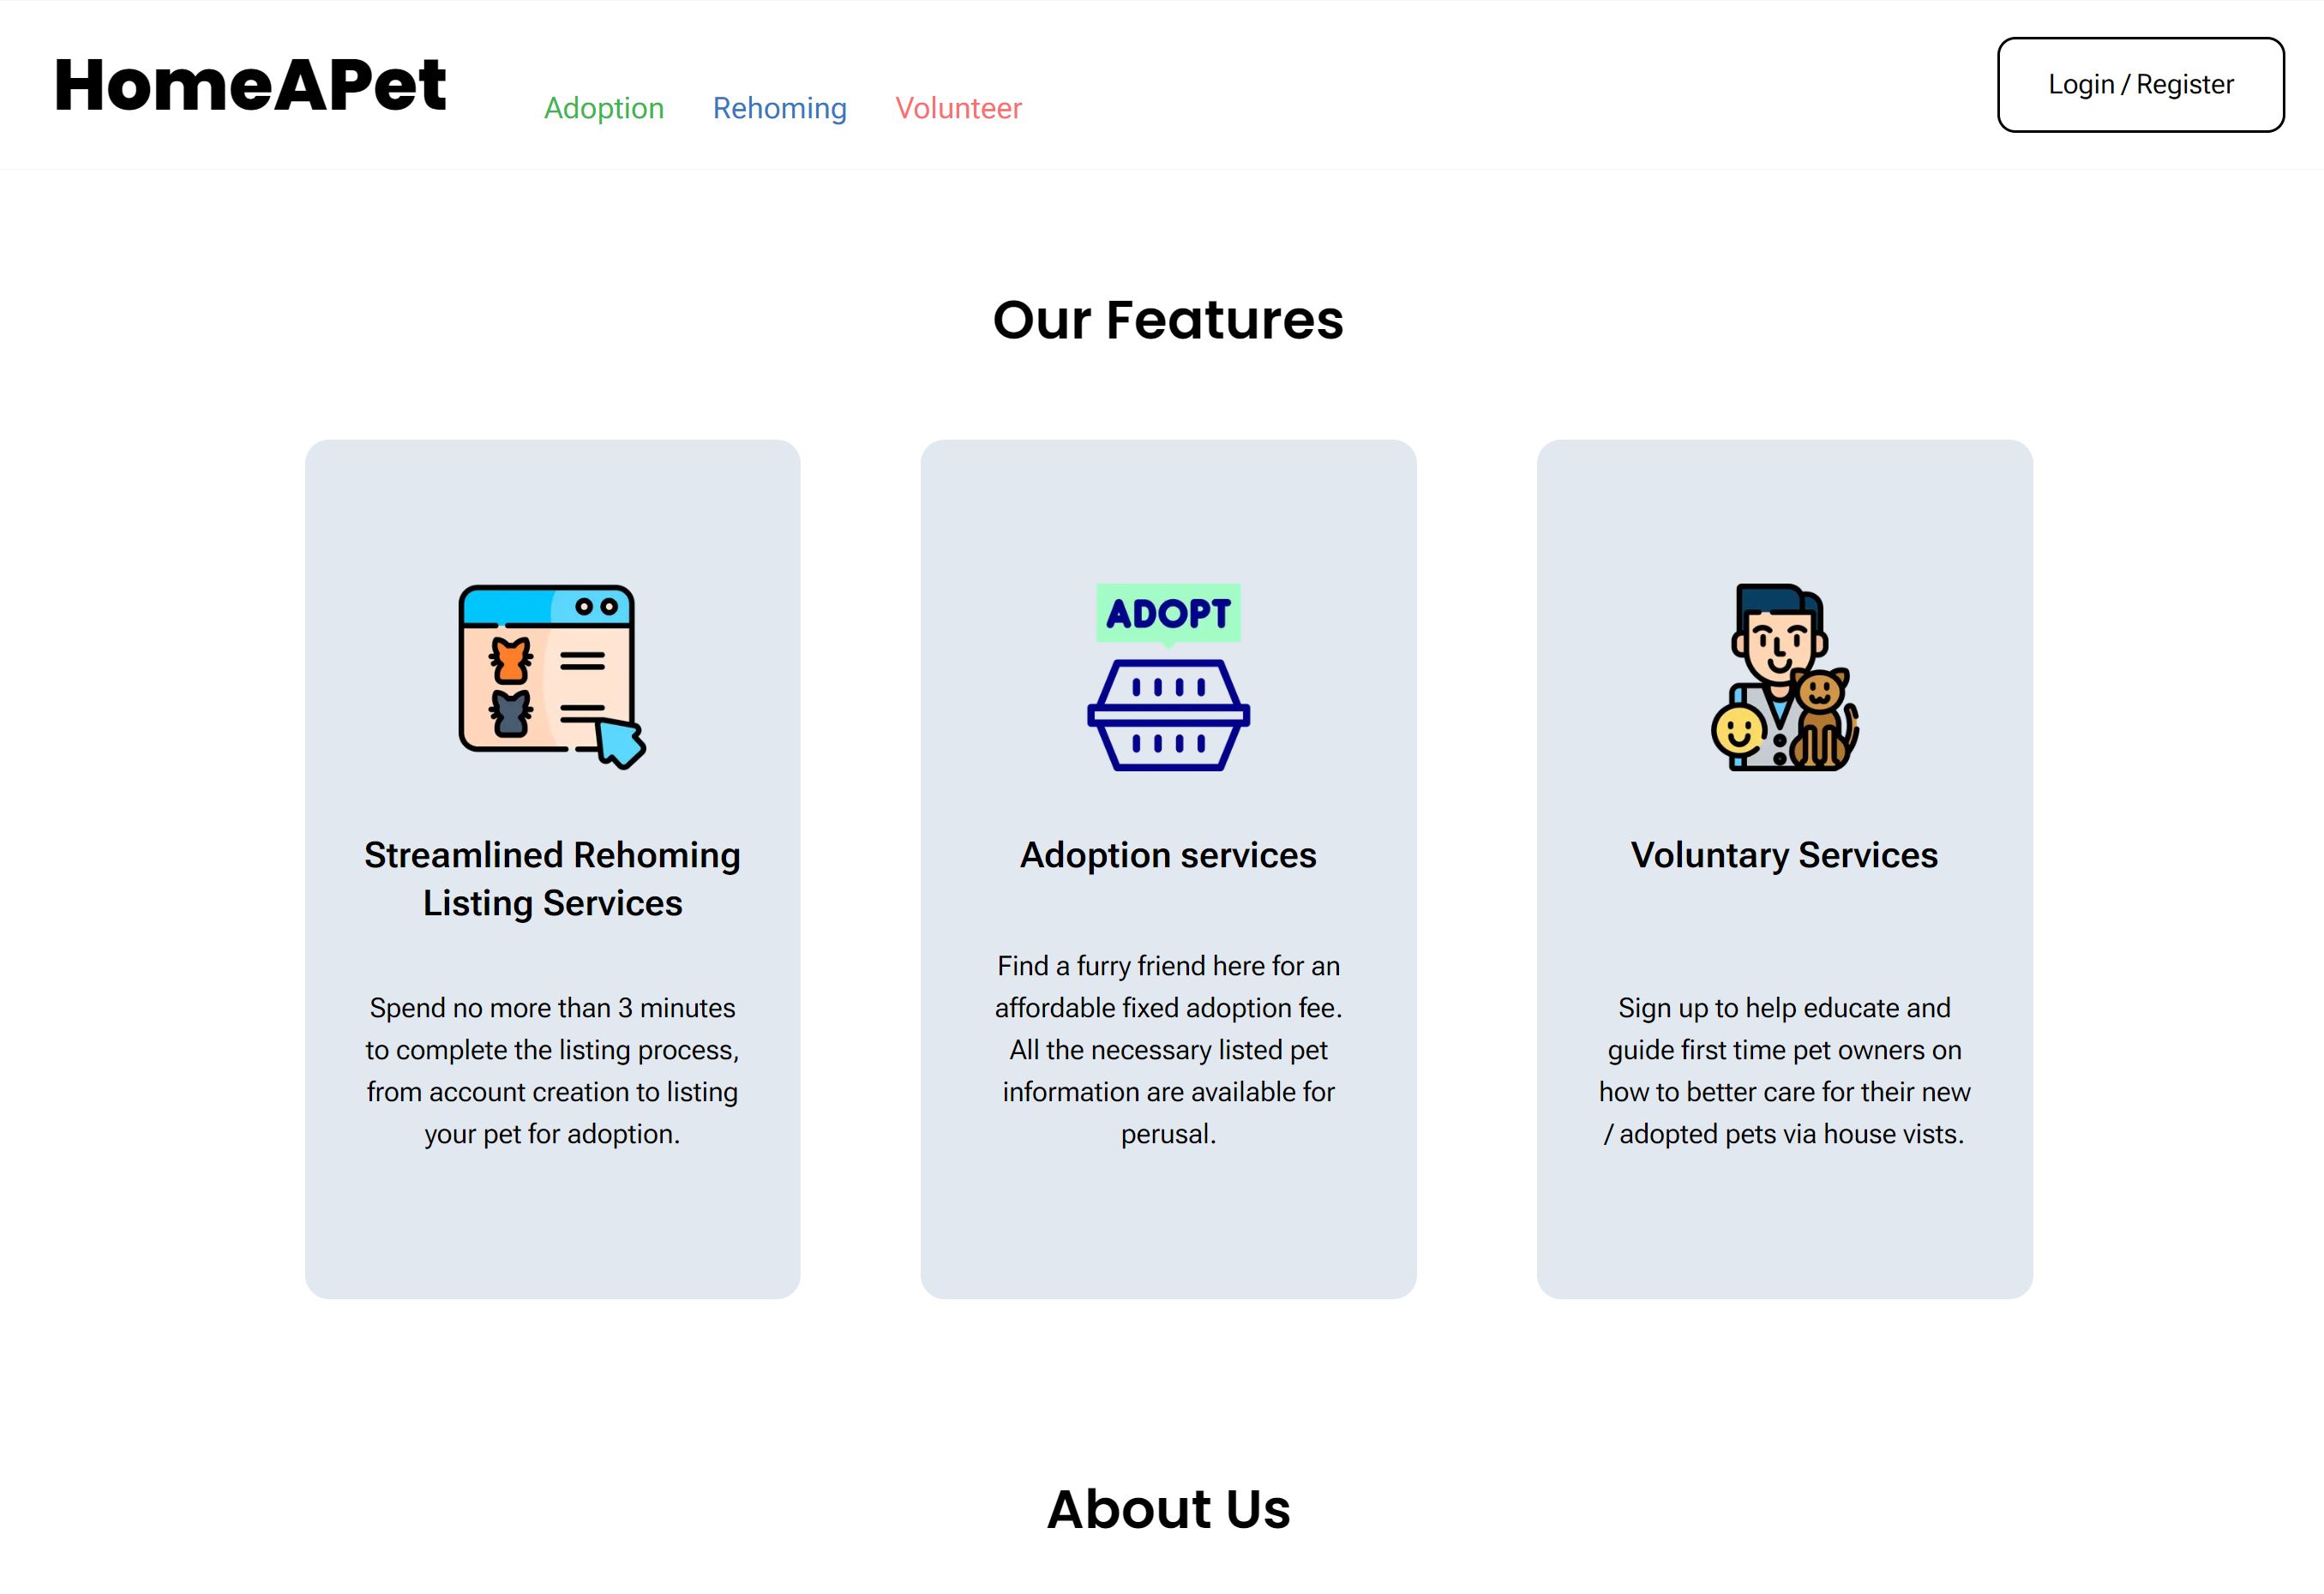 HomeAPet
Adoption
Rehoming
Volunteer
Login / Register
Our Features
Streamlined Rehoming
Listing Services
Spend no more than 3 minutes
to complete the listing process,
from account creation to listing
your pet for adoption.
ADOPT
Adoption services
Find a furry friend here for an
affordable fixed adoption fee.
All the necessary listed pet
information are available for
perusal.
Voluntary Services
Sign up to help educate and
guide first time pet owners on
how to better care for their new
/ adopted pets via house vists.
About Us